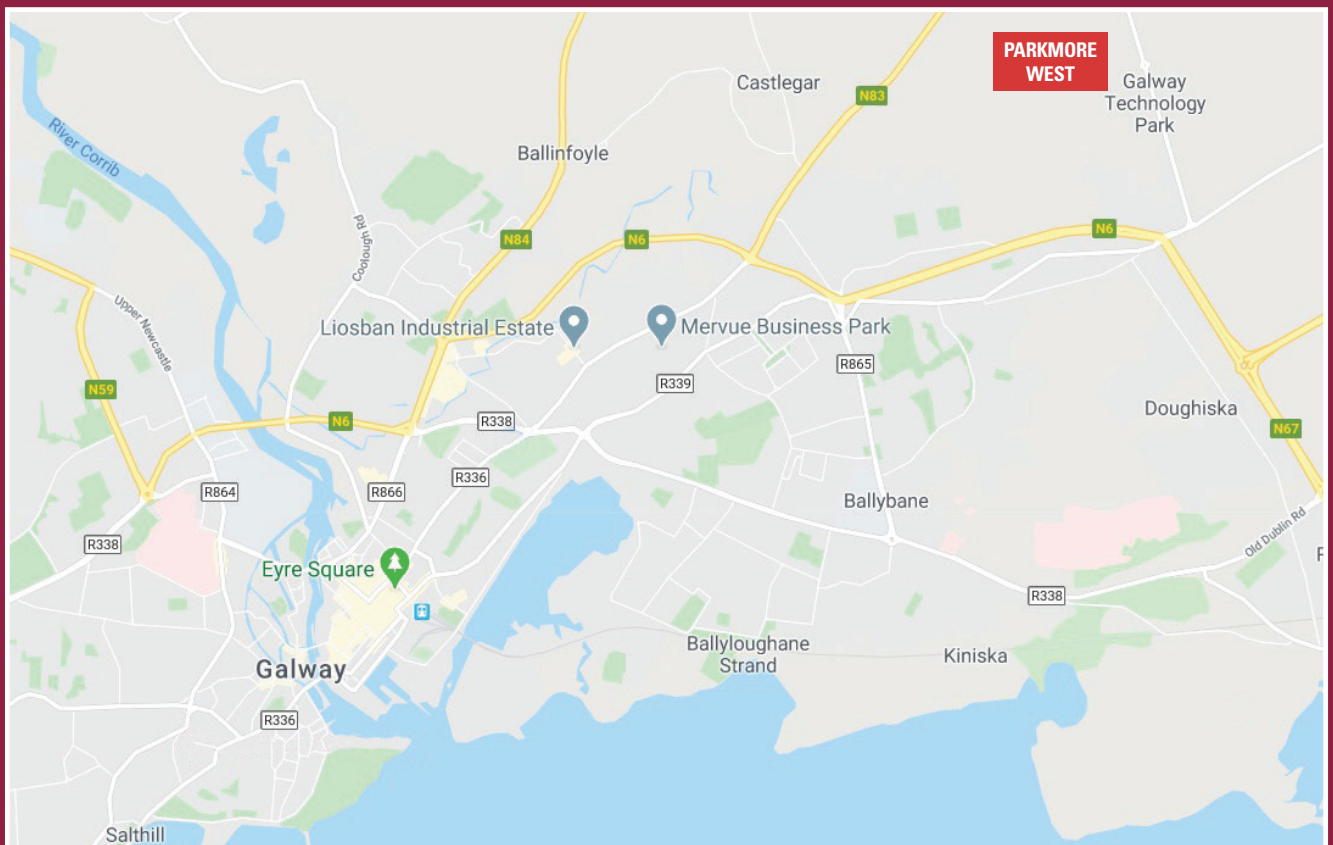 PARKMORE
WEST
Castlegar
Galway
Technology
Park
N83
River Corrib
Ballinfoyle
Coolough Rd
N84
N6
N6
Upper Newcastle
Liosban Industrial Estate
Mervue Business Park
R865
R339
N59
Doughiska
N6
R338
N67
R336
R864
R866
Ballybane
R338
Old Dublin Rd
Eyre Square
R338
Ballyloughane
Strand
Kiniska
Galway
R336
Salthill